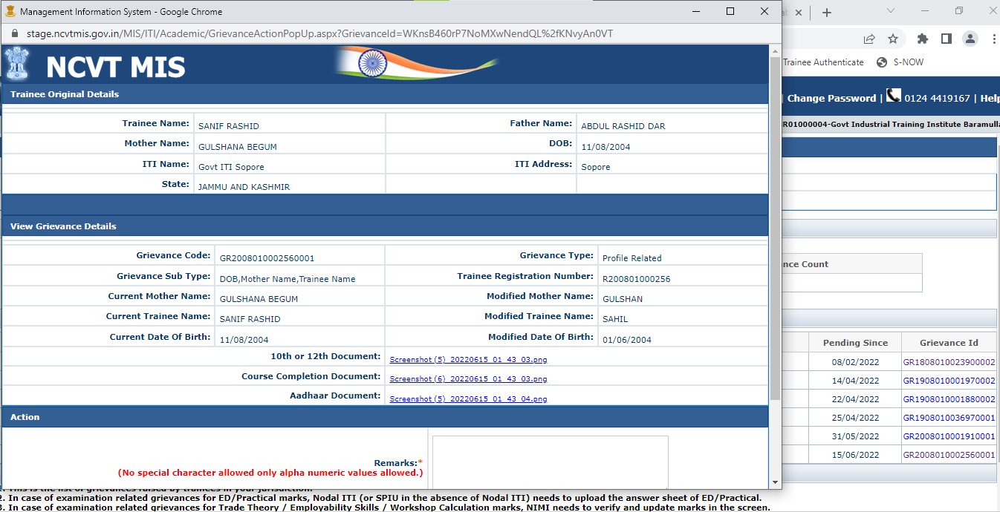 Management Information System - Google Chrome
stage.ncvtmis.gov.in/MIS/ITI/Academic/GrievanceActionPopUp.aspx?GrievanceId=WKnsB460rP7NoMXwNendQL%2fKNvyAn0VT
Trainee Authenticate S-NOW
NCVT MIS
| Change Password | 0124 4419167 | Help
R01000004-Govt Industrial Training Institute Baramulla
Trainee Original Details
Trainee Name: SANIF RASHID Father Name: ABDUL RASHID DAR
Mother Name: GULSHANA BEGUM DOB: 11/08/2004
ITI Name: Govt ITI Sopore ITI Address: Sopore
State: JAMMU AND KASHMIR
View Grievance Details
Grievance Code: GR2008010002560001 Grievance Type: Profile Related
Grievance Sub Type: DOB,Mother Name,Trainee Name Trainee Registration Number: R200801000256
Current Mother Name: GULSHANA BEGUM Modified Mother Name: GULSHAN
Current Trainee Name: SANIF RASHID Modified Trainee Name: SAHIL
Current Date Of Birth: 11/08/2004 Modified Date Of Birth: 01/06/2004
10th or 12th Document: Screenshot (5)_20220615_01_43_03.png
Course Completion Document: Screenshot (6)_20220615_01_43_03.png
Aadhaar Document: Screenshot (5)_20220615_01_43_04.png
Action
Remarks:*
(No special character allowed only alpha numeric values allowed.)
nce Count
Pending Since Grievance Id
08/02/2022 GR1808010023900002
14/04/2022 GR1908010001970002
22/04/2022 GR1908010001880002
25/04/2022 GR1908010036970001
31/05/2022 GR2008010001910001
15/06/2022 GR2008010002560001
1. This is the list of grievances raised by trainees in your jurisdiction.
2. In case of examination related grievances for ED/Practical marks, Nodal ITI (or SPIU in the absence of Nodal ITI) needs to upload the answer sheet of ED/Practical.
3. In case of examination related grievances for Trade Theory / Employability Skills / Workshop Calculation marks, NIMI needs to verify and update marks in the screen.